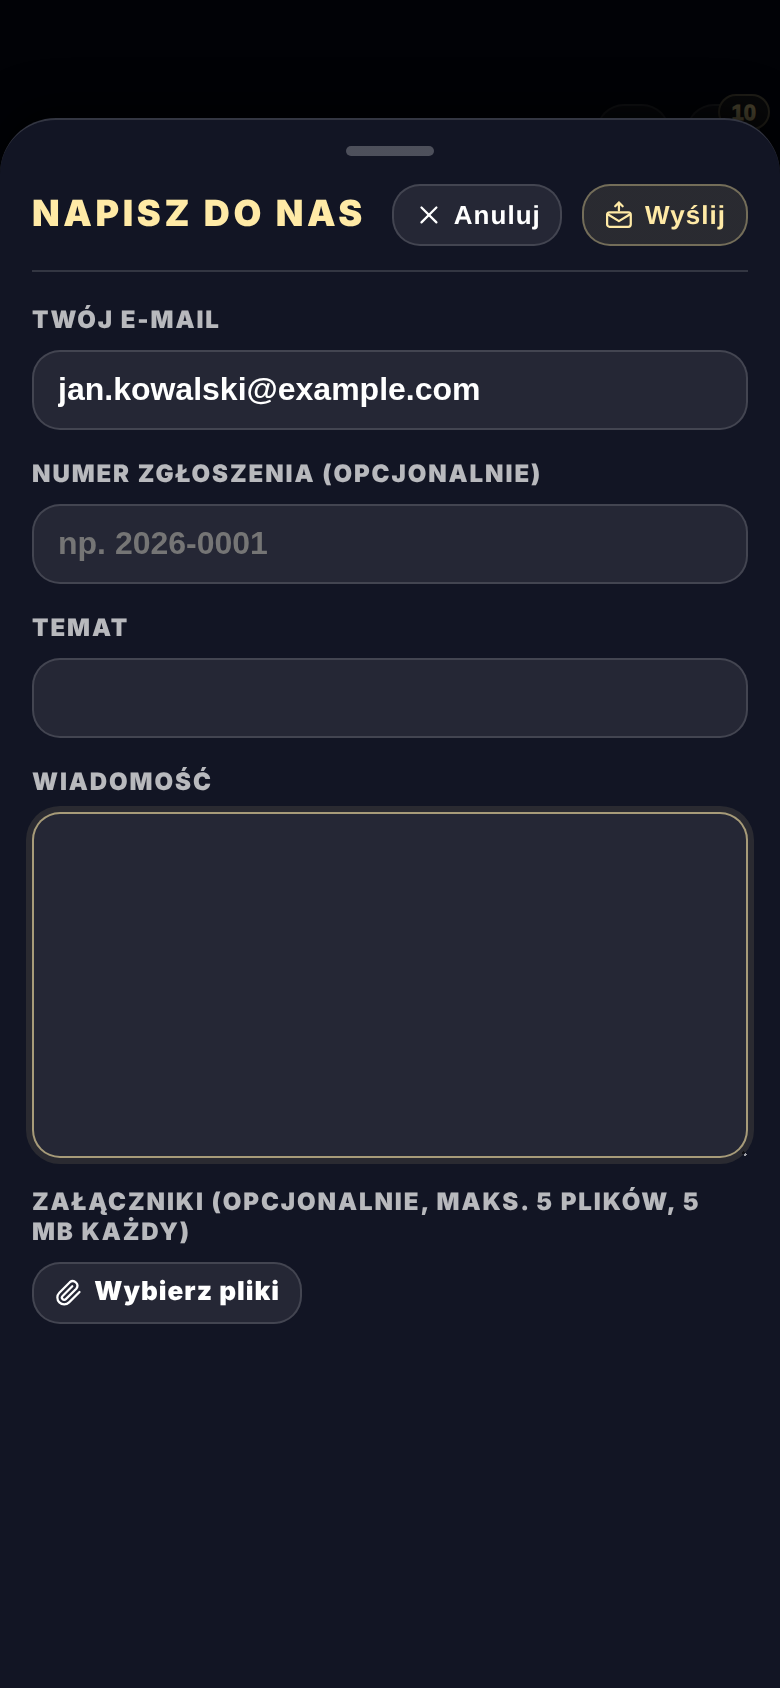 10
NAPISZ DO NAS
Anuluj
Wyślij
TWÓJ E-MAIL
jan.kowalski@example.com
NUMER ZGŁOSZENIA (OPCJONALNIE)
np. 2026-0001
TEMAT
WIADOMOŚĆ
ZAŁĄCZNIKI (OPCJONALNIE, MAKS. 5 PLIKÓW, 5
MB KAŻDY)
Wybierz pliki